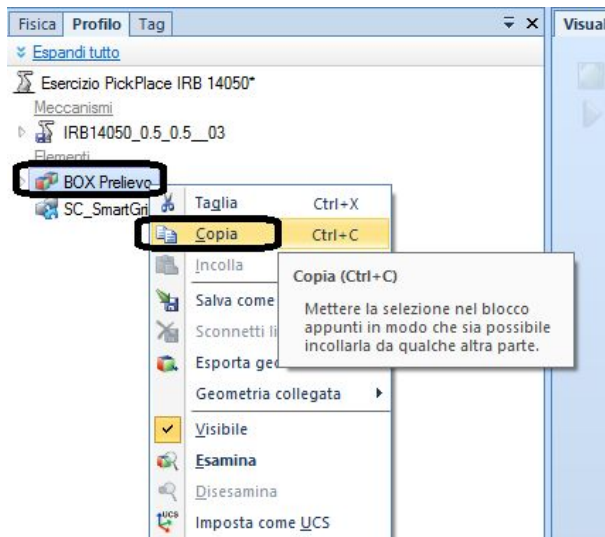 Fisica Profilo Tag
Visual
Espandi tutto
Esercizio PickPlace IRB 14050*
Meccanismi
IRB14050_0.5_0.5__03
Elementi
BOX Prelievo
SC_SmartGri
Taglia Ctrl+X
Copia Ctrl+C
Incolla
Copia (Ctrl+C)
Mettere la selezione nel blocco
appunti in modo che sia possibile
incollarla da qualche altra parte.
Salva come
Sconnetti li
Esporta geo
Geometria collegata
Visibile
Esamina
Disesamina
UCS
Imposta come UCS